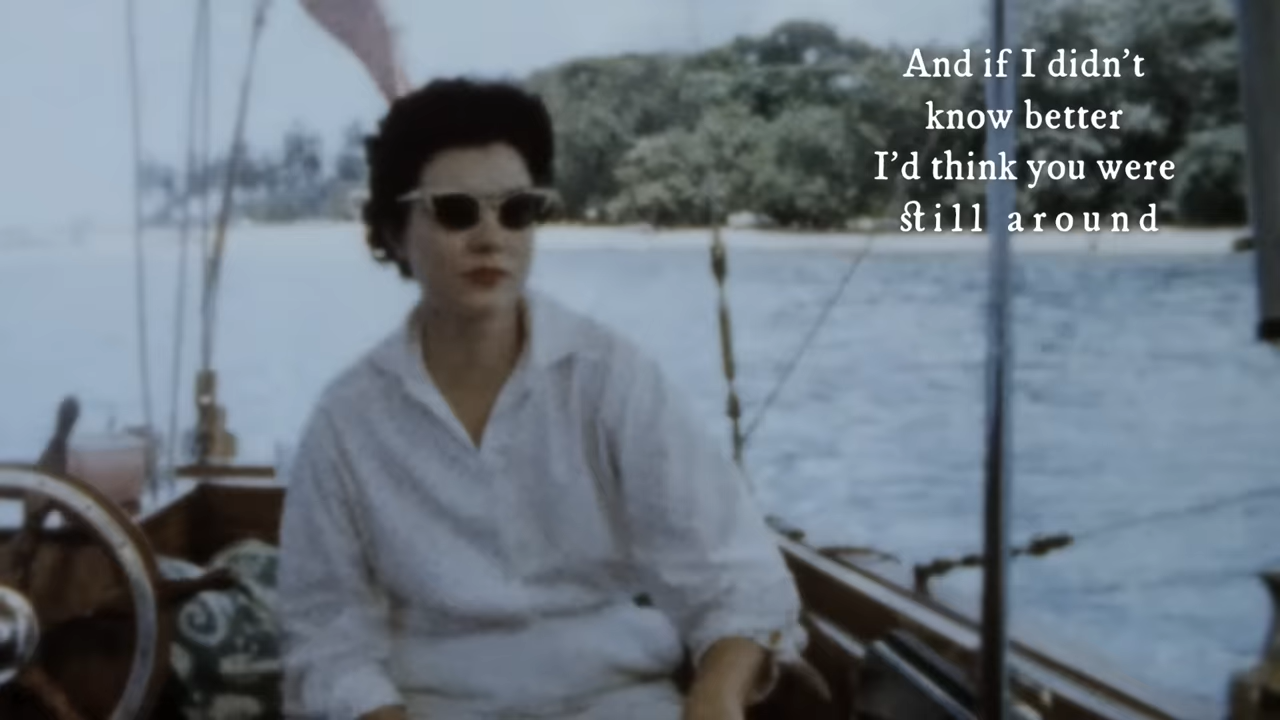 And if I didn’t
know better
I’d think you were
still around